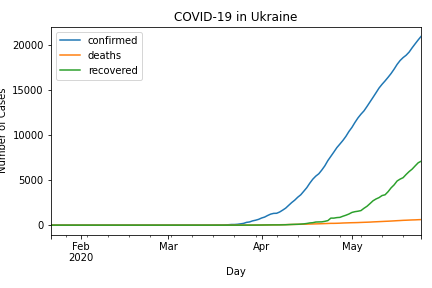 COVID-19 in Ukraine
confirmed
deaths
recovered
20000
15000
10000
5000
0
Number of Cases
Feb
2020
Mar
Apr
May
Day